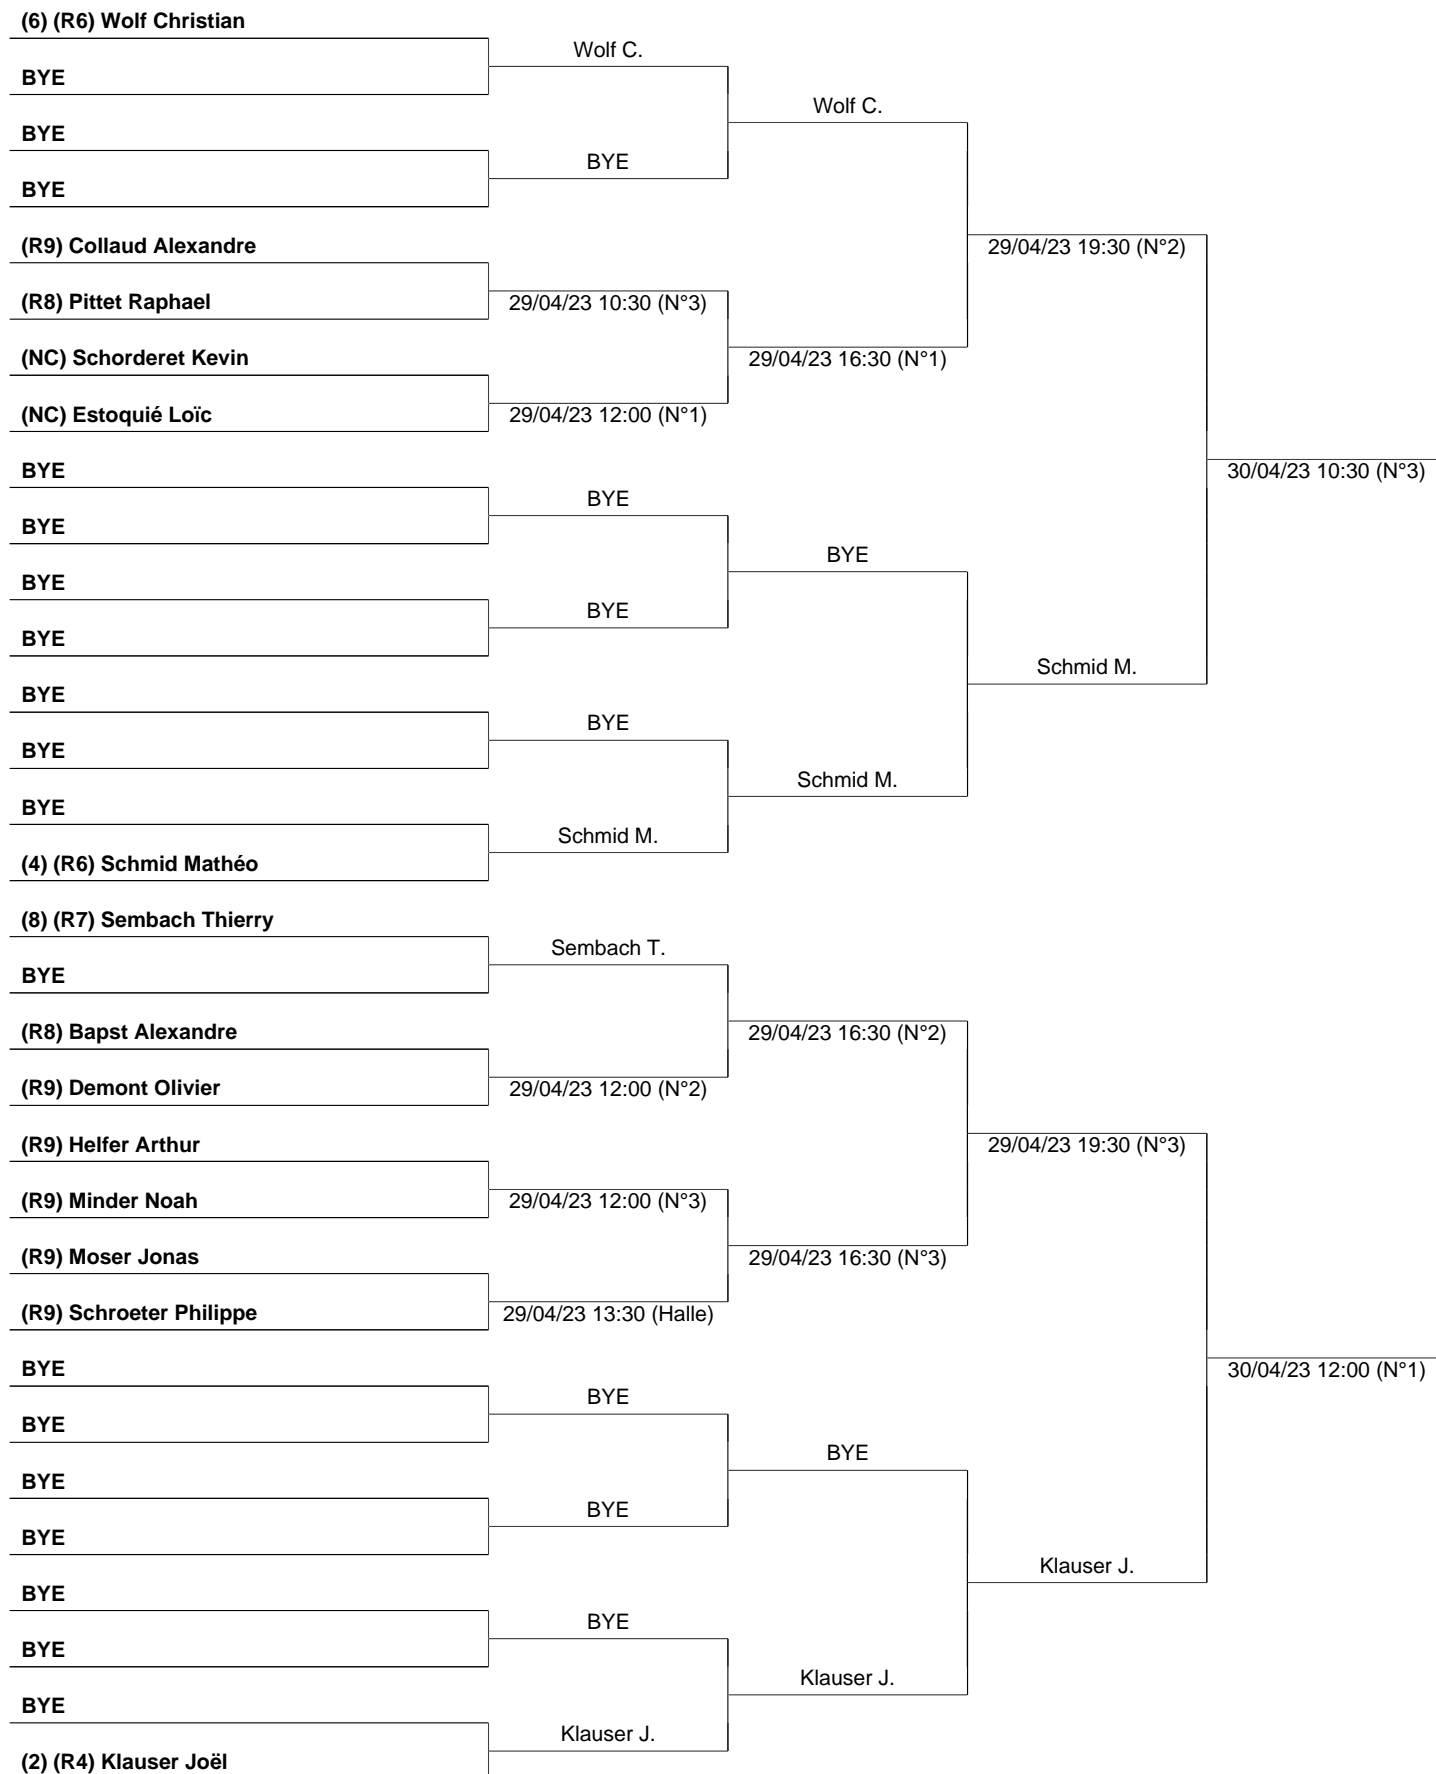 (6) (R6) Wolf Christian
BYE
BYE
BYE
(R9) Collaud Alexandre
(R8) Pittet Raphael
(NC) Schorderet Kevin
(NC) Estoquié Loïc
BYE
BYE
BYE
BYE
BYE
BYE
BYE
(4) (R6) Schmid Mathéo
(8) (R7) Sembach Thierry
BYE
(R8) Bapst Alexandre
(R9) Demont Olivier
(R9) Helfer Arthur
(R9) Minder Noah
(R9) Moser Jonas
(R9) Schroeter Philippe
BYE
BYE
BYE
BYE
BYE
BYE
BYE
(2) (R4) Klauser Joël
Wolf C.
BYE
29/04/23 10:30 (N°3)
29/04/23 12:00 (N°1)
BYE
BYE
BYE
Schmid M.
Sembach T.
29/04/23 12:00 (N°2)
29/04/23 12:00 (N°3)
29/04/23 13:30 (Halle)
BYE
BYE
BYE
Klauser J.
Wolf C.
29/04/23 16:30 (N°1)
BYE
Schmid M.
29/04/23 16:30 (N°2)
29/04/23 16:30 (N°3)
BYE
Klauser J.
29/04/23 19:30 (N°2)
Schmid M.
29/04/23 19:30 (N°3)
Klauser J.
30/04/23 10:30 (N°3)
30/04/23 12:00 (N°1)